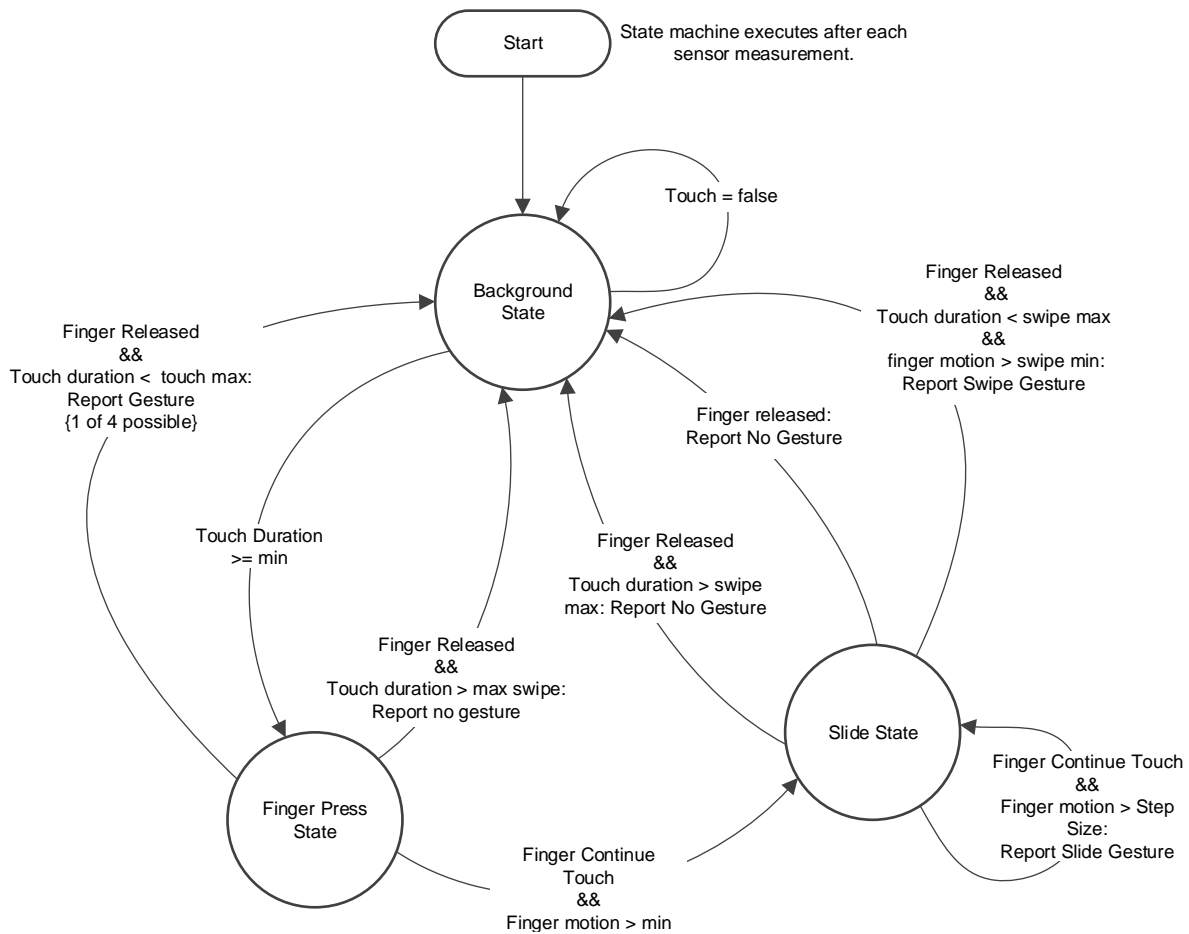 Start
State machine executes after each
sensor measurement.
Touch = false
Background
State
Finger Released
&&
Touch duration < swipe max
&&
finger motion > swipe min:
Report Swipe Gesture
Finger Released
&&
Touch duration <  touch max:
Report Gesture
{1 of 4 possible}
Finger released:
Report No Gesture
Touch Duration
>= min
Finger Released
&&
Touch duration > swipe
max: Report No Gesture
Finger Released
&&
Touch duration > max swipe:
Report no gesture
Slide State
Finger Continue Touch
&&
Finger motion > Step
Size:
Report Slide Gesture
Finger Press
State
Finger Continue
Touch
&&
Finger motion > min